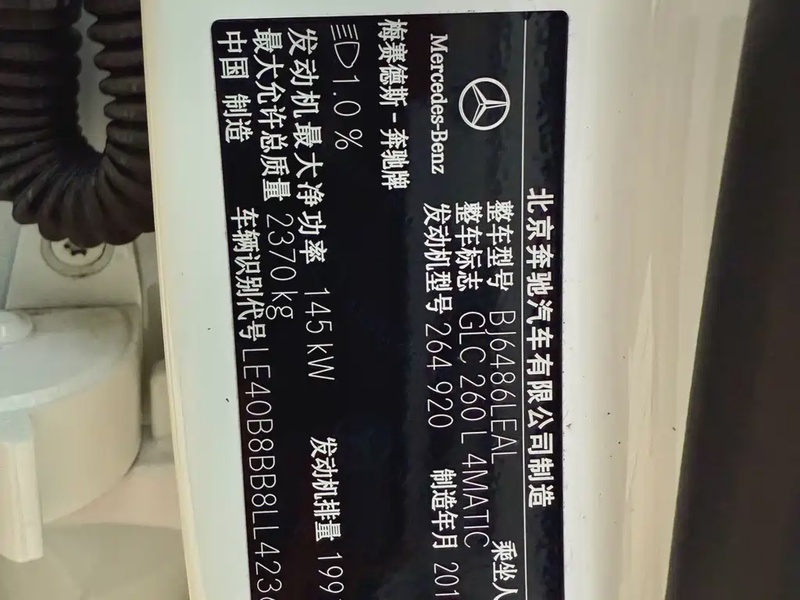 北京奔驰汽车有限公司制造
Mercedes-Benz
整车型号 BJ6486LEAL 乘坐人
整车标志 GLC 260 L 4MATIC
发动机型号 264 920 制造年月 201
梅赛德斯-奔驰牌
1.0 %
发动机最大净功率 145 kW 发动机排量 199
最大允许总质量 2370 kg
中国 制造 车辆识别代号 LE40B8BB8LL423